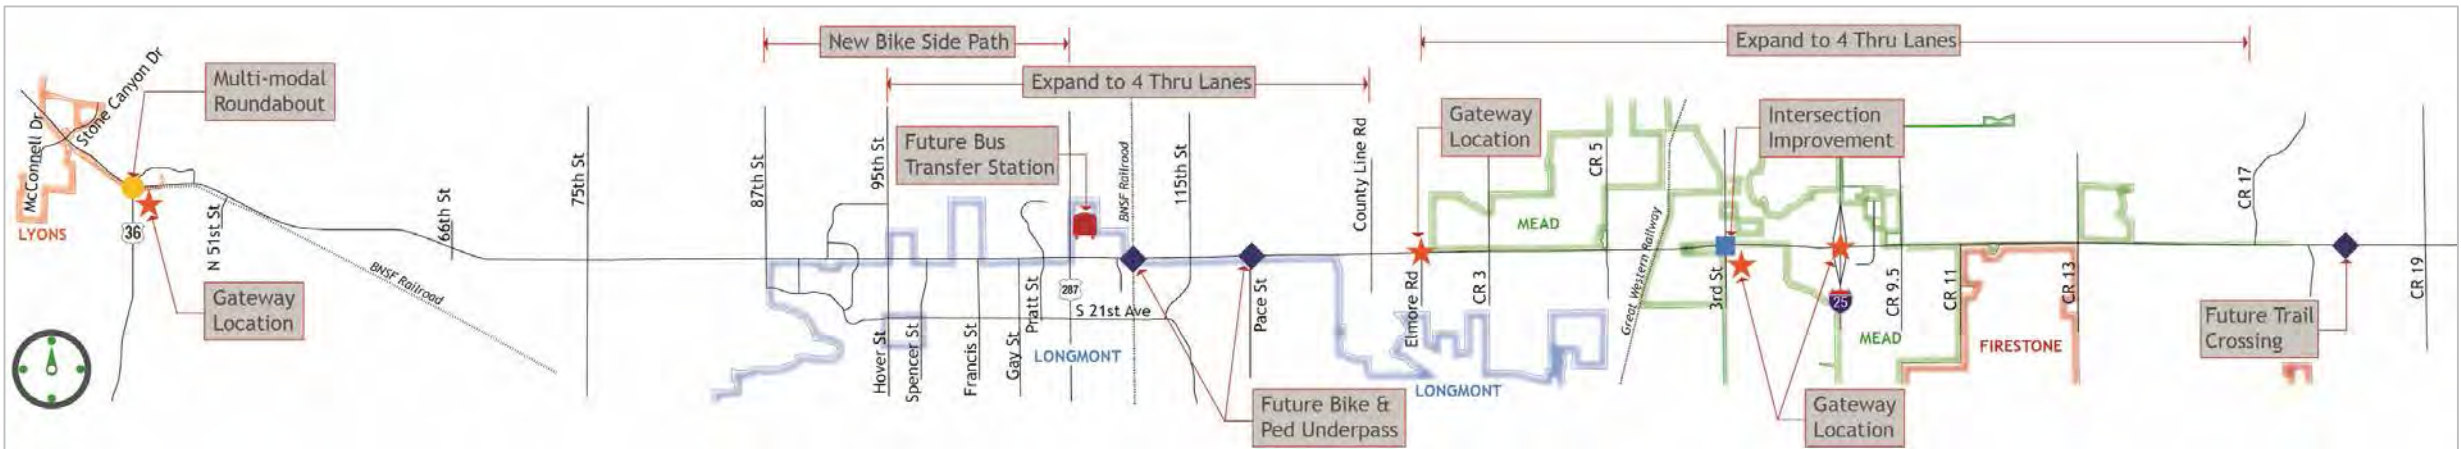 New Bike Side Path
Expand to 4 Thru Lanes
Expand to 4 Thru Lanes
Multi-modal
Roundabout
Stone Canyon Dr
McConnell Dr
LYONS
36
Gateway
Location
N 51st St
BNSF Railroad
66th St
75th St
87th St
95th St
Future Bus
Transfer Station
BNSF Railroad
115th St
County Line Rd
Gateway
Location
CR 5
MEAD
Intersection
Improvement
CR 17
Hover St
Spencer St
Francis St
Gay St
Pratt St
287
S 21st Ave
LONGMONT
Pace St
Future Bike &
Ped Underpass
Elmore Rd
LONGMONT
CR 3
Great Western Railway
3rd St
25
Gateway
Location
CR 9.5
MEAD
CR 11
FIRESTONE
CR 13
Future Trail
Crossing
CR 19